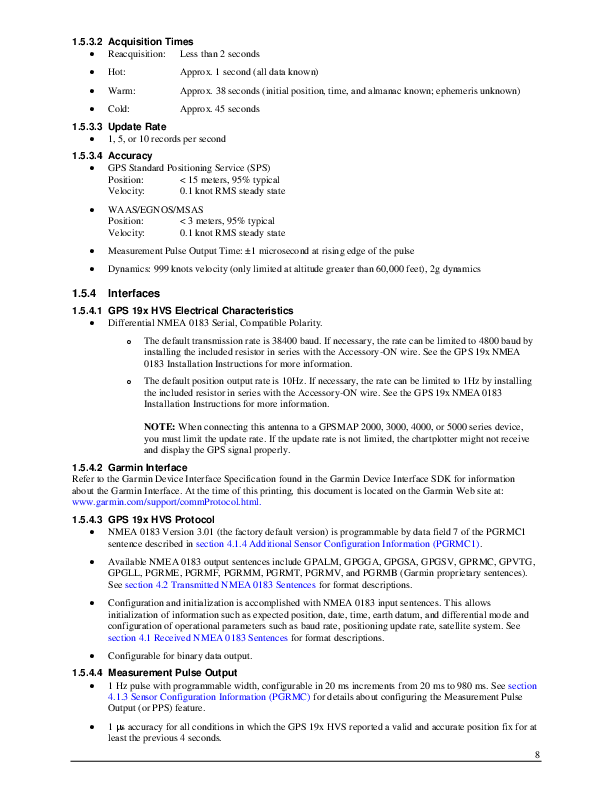 1.5.3.2 Acquisition Times
• Reacquisition: Less than 2 seconds
• Hot: Approx. 1 second (all data known)
• Warm: Approx. 38 seconds (initial position, time, and almanac known; ephemeris unknown)
• Cold: Approx. 45 seconds
1.5.3.3 Update Rate
• 1, 5, or 10 records per second
1.5.3.4 Accuracy
• GPS Standard Positioning Service (SPS)
Position: < 15 meters, 95% typical
Velocity: 0.1 knot RMS steady state
• WAAS/EGNOS/MSAS
Position: < 3 meters, 95% typical
Velocity: 0.1 knot RMS steady state
• Measurement Pulse Output Time: ±1 microsecond at rising edge of the pulse
• Dynamics: 999 knots velocity (only limited at altitude greater than 60,000 feet), 2g dynamics
1.5.4 Interfaces
1.5.4.1 GPS 19x HVS Electrical Characteristics
• Differential NMEA 0183 Serial, Compatible Polarity.
o The default transmission rate is 38400 baud. If necessary, the rate can be limited to 4800 baud by
installing the included resistor in series with the Accessory-ON wire. See the GPS 19x NMEA
0183 Installation Instructions for more information.
o The default position output rate is 10Hz. If necessary, the rate can be limited to 1Hz by installing
the included resistor in series with the Accessory-ON wire. See the GPS 19x NMEA 0183
Installation Instructions for more information.
NOTE: When connecting this antenna to a GPSMAP 2000, 3000, 4000, or 5000 series device,
you must limit the update rate. If the update rate is not limited, the chartplotter might not receive
and display the GPS signal properly.
1.5.4.2 Garmin Interface
Refer to the Garmin Device Interface Specification found in the Garmin Device Interface SDK for information
about the Garmin Interface. At the time of this printing, this document is located on the Garmin Web site at:
www.garmin.com/support/commProtocol.html.
1.5.4.3 GPS 19x HVS Protocol
• NMEA 0183 Version 3.01 (the factory default version) is programmable by data field 7 of the PGRMC1
sentence described in section 4.1.4 Additional Sensor Configuration Information (PGRMC1).
• Available NMEA 0183 output sentences include GPALM, GPGGA, GPGSA, GPGSV, GPRMC, GPVTG,
GPGLL, PGRME, PGRMF, PGRMM, PGRMT, PGRMV, and PGRMB (Garmin proprietary sentences).
See section 4.2 Transmitted NMEA 0183 Sentences for format descriptions.
• Configuration and initialization is accomplished with NMEA 0183 input sentences. This allows
initialization of information such as expected position, date, time, earth datum, and differential mode and
configuration of operational parameters such as baud rate, positioning update rate, satellite system. See
section 4.1 Received NMEA 0183 Sentences for format descriptions.
• Configurable for binary data output.
1.5.4.4 Measurement Pulse Output
• 1 Hz pulse with programmable width, configurable in 20 ms increments from 20 ms to 980 ms. See section
4.1.3 Sensor Configuration Information (PGRMC) for details about configuring the Measurement Pulse
Output (or PPS) feature.
• 1 µs accuracy for all conditions in which the GPS 19x HVS reported a valid and accurate position fix for at
least the previous 4 seconds.
8